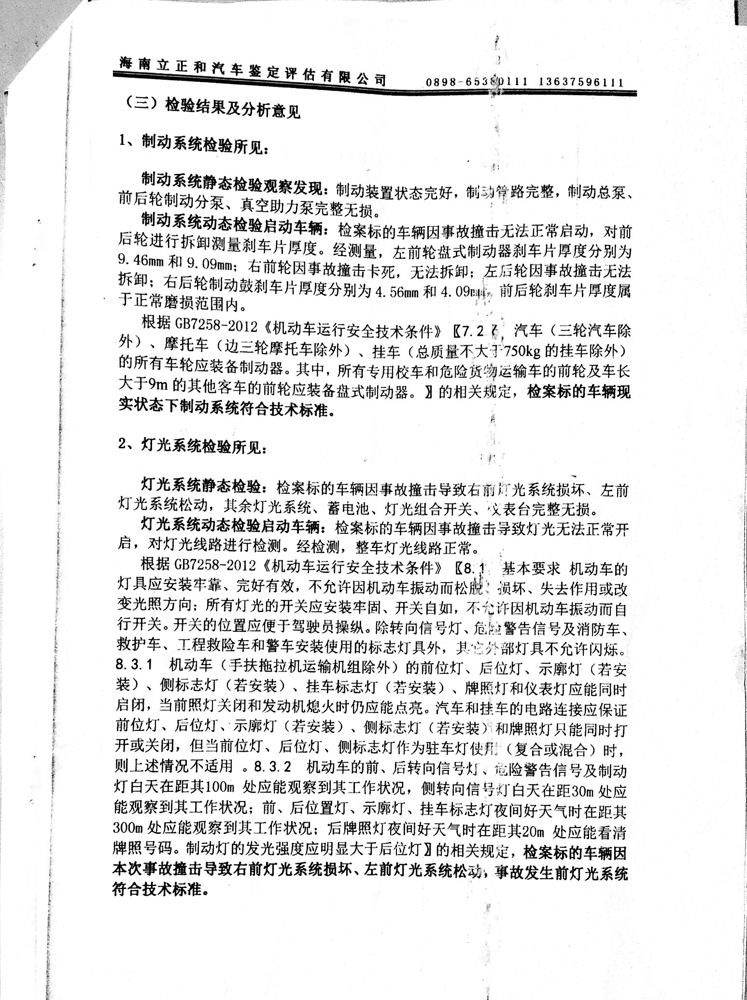 海南立正和汽车鉴定评估有限公司 0898-65380111 13637596111
（三）检验结果及分析意见
1、制动系统检验所见：
制动系统静态检验观察发现：制动装置状态完好，制动管路完整，制动总泵、
前后轮制动分泵、真空助力泵完整无损。
制动系统动态检验启动车辆：检案标的车辆因事故撞击无法正常启动，对前
后轮进行拆卸测量刹车片厚度。经测量，左前轮盘式制动器刹车片厚度分别为
9.46mm 和 9.09mm；右前轮因事故撞击卡死，无法拆卸；左后轮因事故撞击无法
拆卸；右后轮制动鼓刹车片厚度分别为 4.56mm 和 4.09mm，前后轮刹车片厚度属
于正常磨损范围内。
根据 GB7258-2012《机动车运行安全技术条件》〖7.2 汽车（三轮汽车除
外）、摩托车（边三轮摩托车除外）、挂车（总质量不大于750kg 的挂车除外）
的所有车轮应装备制动器。其中，所有专用校车和危险货物运输车的前轮及车长
大于9m 的其他客车的前轮应装备盘式制动器。〗的相关规定，检案标的车辆现
实状态下制动系统符合技术标准。
2、灯光系统检验所见：
灯光系统静态检验：检案标的车辆因事故撞击导致右前灯光系统损坏、左前
灯光系统松动，其余灯光系统、蓄电池、灯光组合开关、仪表台完整无损。
灯光系统动态检验启动车辆：检案标的车辆因事故撞击导致灯光无法正常开
启，对灯光线路进行检测。经检测，整车灯光线路正常。
根据 GB7258-2012《机动车运行安全技术条件》〖8.1 基本要求 机动车的
灯具应安装牢靠、完好有效，不允许因机动车振动而松脱、损坏、失去作用或改
变光照方向；所有灯光的开关应安装牢固、开关自如，不允许因机动车振动而自
行开关。开关的位置应便于驾驶员操纵。除转向信号灯、危险警告信号及消防车、
救护车、工程救险车和警车安装使用的标志灯具外，其它外部灯具不允许闪烁。
8.3.1 机动车（手扶拖拉机运输机组除外）的前位灯、后位灯、示廓灯（若安
装）、侧标志灯（若安装）、挂车标志灯（若安装）、牌照灯和仪表灯应能同时
启闭，当前照灯关闭和发动机熄火时仍应能点亮。汽车和挂车的电路连接应保证
前位灯、后位灯、示廓灯（若安装）、侧标志灯（若安装）和牌照灯只能同时打
开或关闭，但当前位灯、后位灯、侧标志灯作为驻车灯使用（复合或混合）时，
则上述情况不适用 。8.3.2 机动车的前、后转向信号灯、危险警告信号及制动
灯白天在距其100m 处应能观察到其工作状况，侧转向信号灯白天在距30m 处应
能观察到其工作状况；前、后位置灯、示廓灯、挂车标志灯夜间好天气时在距其
300m 处应能观察到其工作状况；后牌照灯夜间好天气时在距其20m 处应能看清
牌照号码。制动灯的发光强度应明显大于后位灯〗的相关规定，检案标的车辆因
本次事故撞击导致右前灯光系统损坏、左前灯光系统松动，事故发生前灯光系统
符合技术标准。